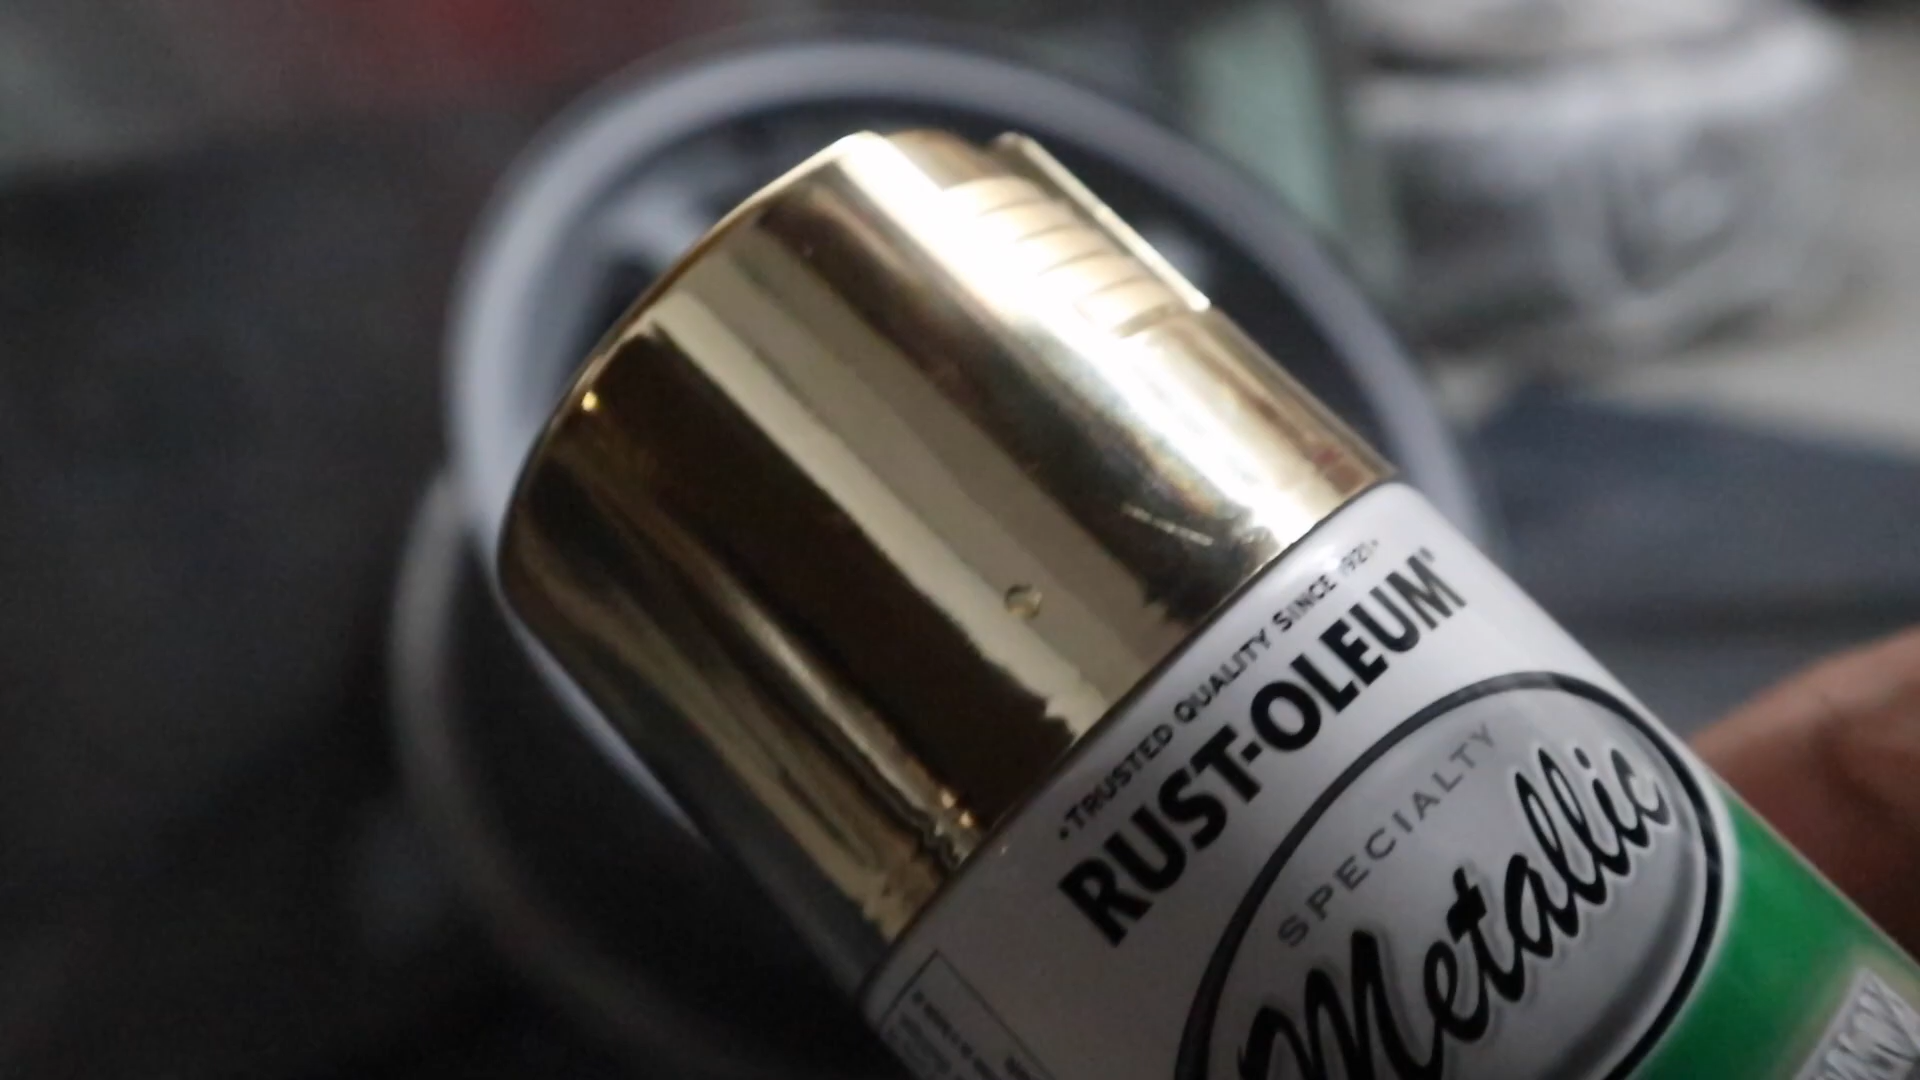 •TRUSTED QUALITY SINCE 1921•
RUST-OLEUM®
SPECIALTY
Metallic